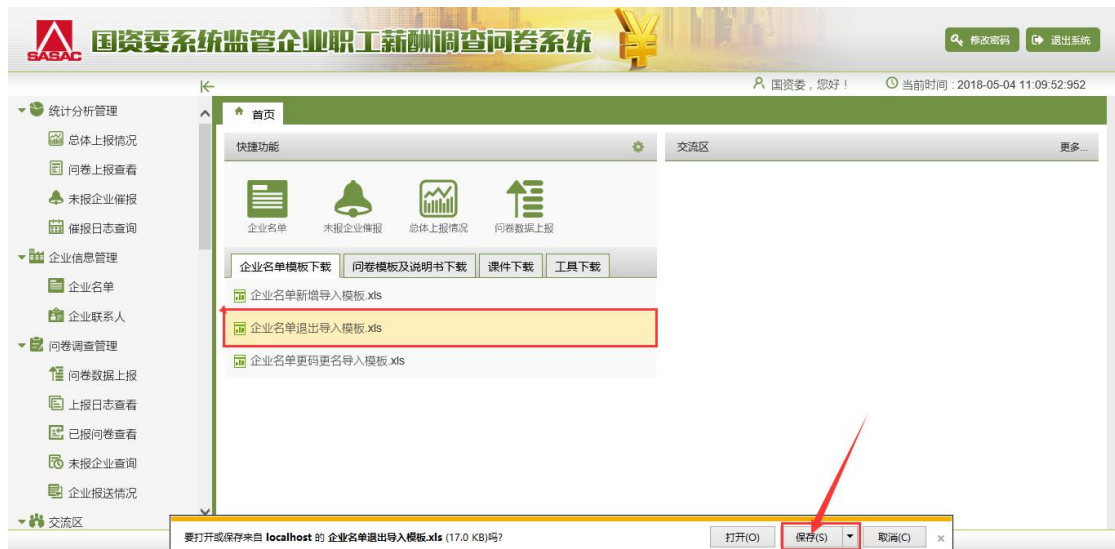 SASAC
国资委系统监管企业职工薪酬调查问卷系统
修改密码
退出系统
国资委，您好！
当前时间：2018-05-04 11:09:52:952
统计分析管理
总体上报情况
问卷上报查看
未报企业催报
催报日志查询
企业信息管理
企业名单
企业联系人
问卷调查管理
问卷数据上报
上报日志查看
已报问卷查看
未报企业查询
企业报送情况
交流区
首页
快捷功能
企业名单
未报企业催报
总体上报情况
问卷数据上报
企业名单模板下载
问卷模板及说明书下载
课件下载
工具下载
企业名单新增导入模板.xls
企业名单退出导入模板.xls
企业名单更码更名导入模板.xls
交流区
更多...
要打开或保存来自 localhost 的 企业名单退出导入模板.xls (17.0 KB)吗?
打开(O)
保存(S)
取消(C)
×